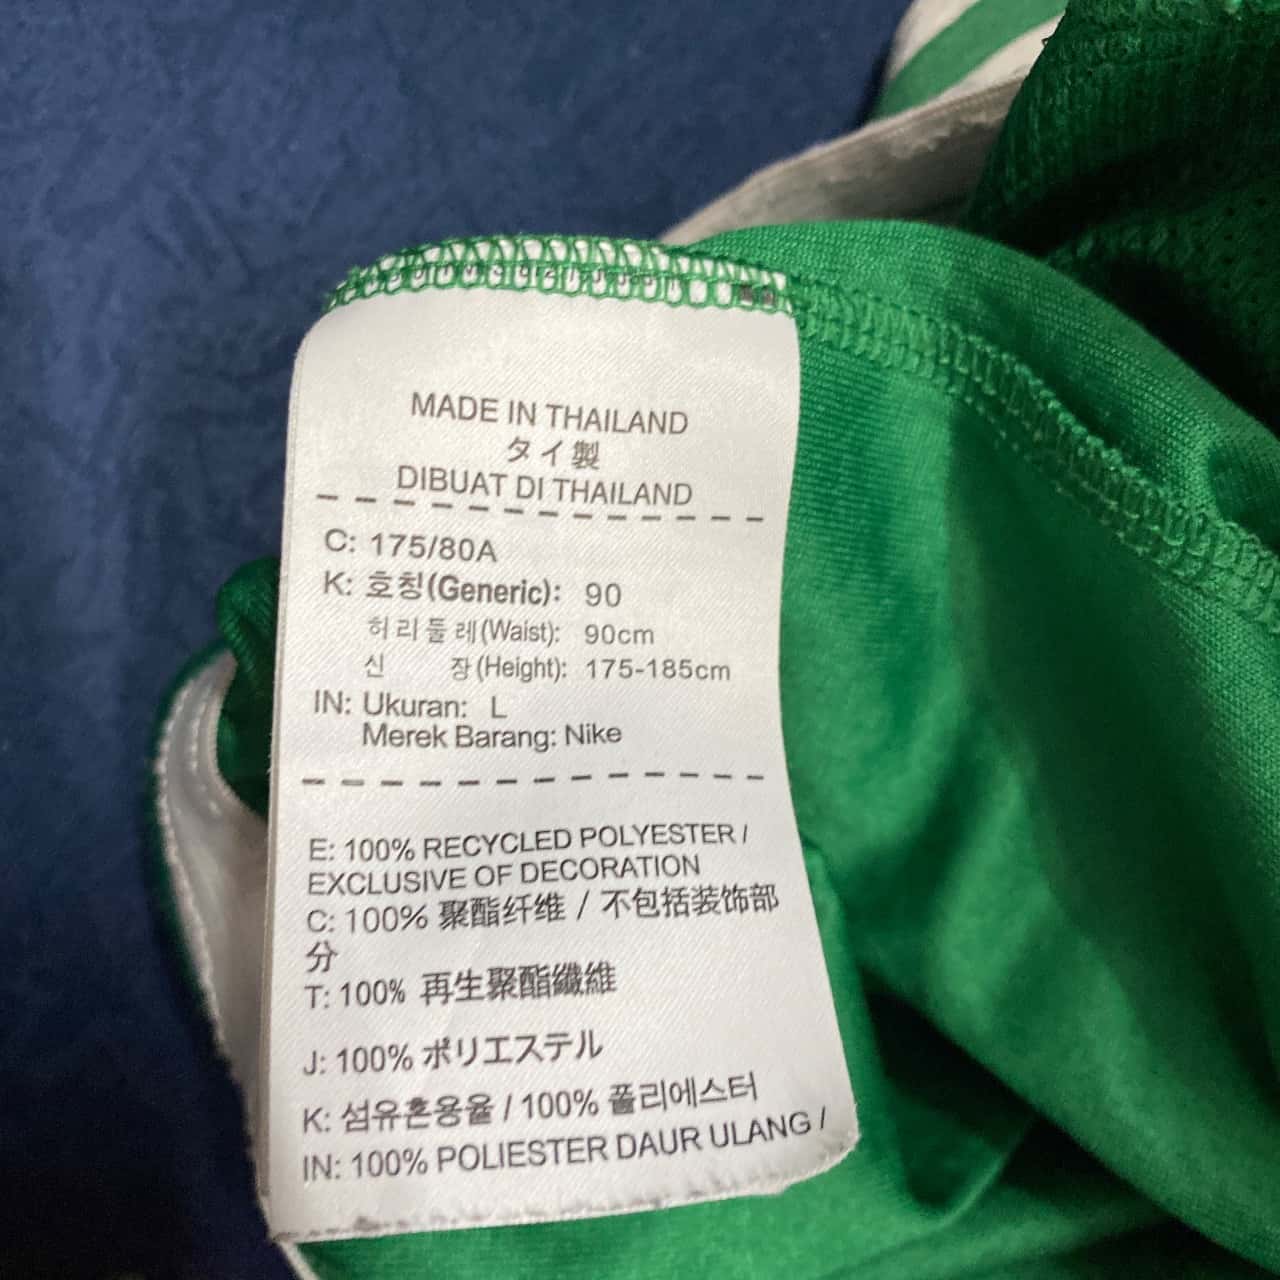 MADE IN THAILAND
タイ製
DIBUAT DI THAILAND
C: 175/80A
K: 호칭(Generic): 90
허리둘레(Waist): 90cm
신 장(Height): 175-185cm
IN: Ukuran: L
Merek Barang: Nike
E: 100% RECYCLED POLYESTER /
EXCLUSIVE OF DECORATION
C: 100% 聚酯纤维 / 不包括装饰部
分
T: 100% 再生聚酯纖維
J: 100% ポリエステル
K: 섬유혼용율 / 100% 폴리에스터
IN: 100% POLIESTER DAUR ULANG /